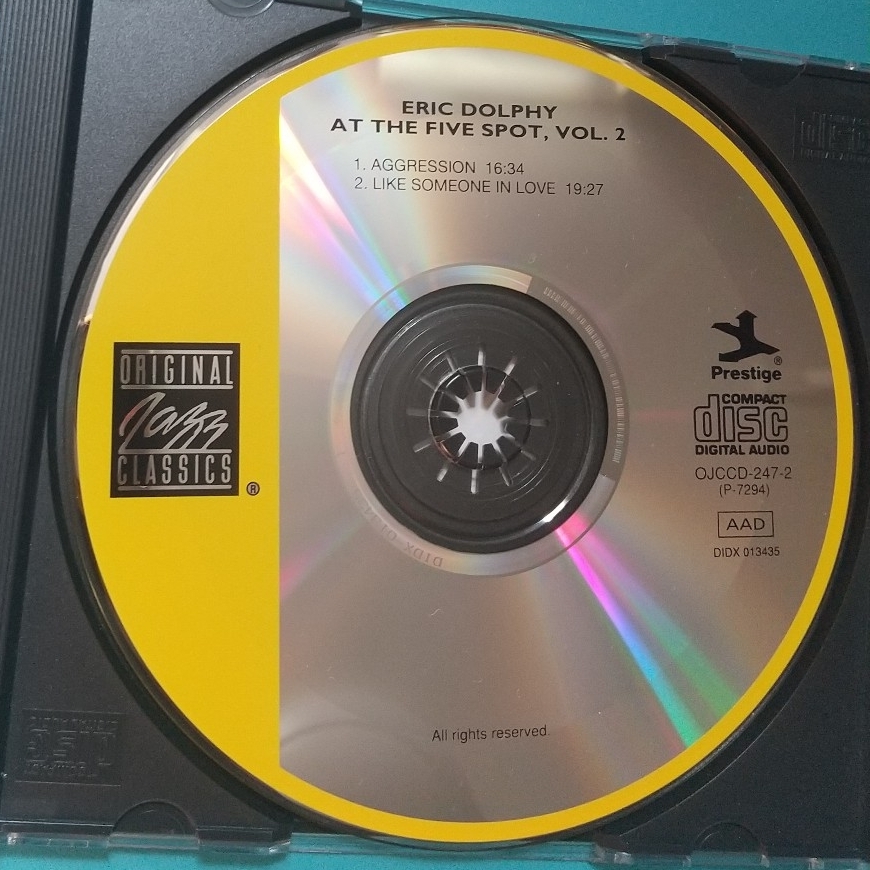 ERIC DOLPHY
AT THE FIVE SPOT, VOL. 2
1. AGGRESSION 16:34
2. LIKE SOMEONE IN LOVE 19:27
ORIGINAL
Jazz
CLASSICS
®
®
Prestige
COMPACT
disc
DIGITAL AUDIO
OJCCD-247-2
(P-7294)
AAD
DIDX 013435
All rights reserved.